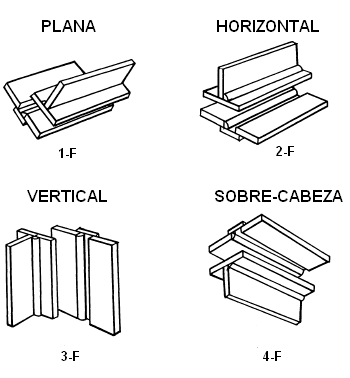 PLANA
HORIZONTAL
1-F
2-F
VERTICAL
SOBRE-CABEZA
3-F
4-F